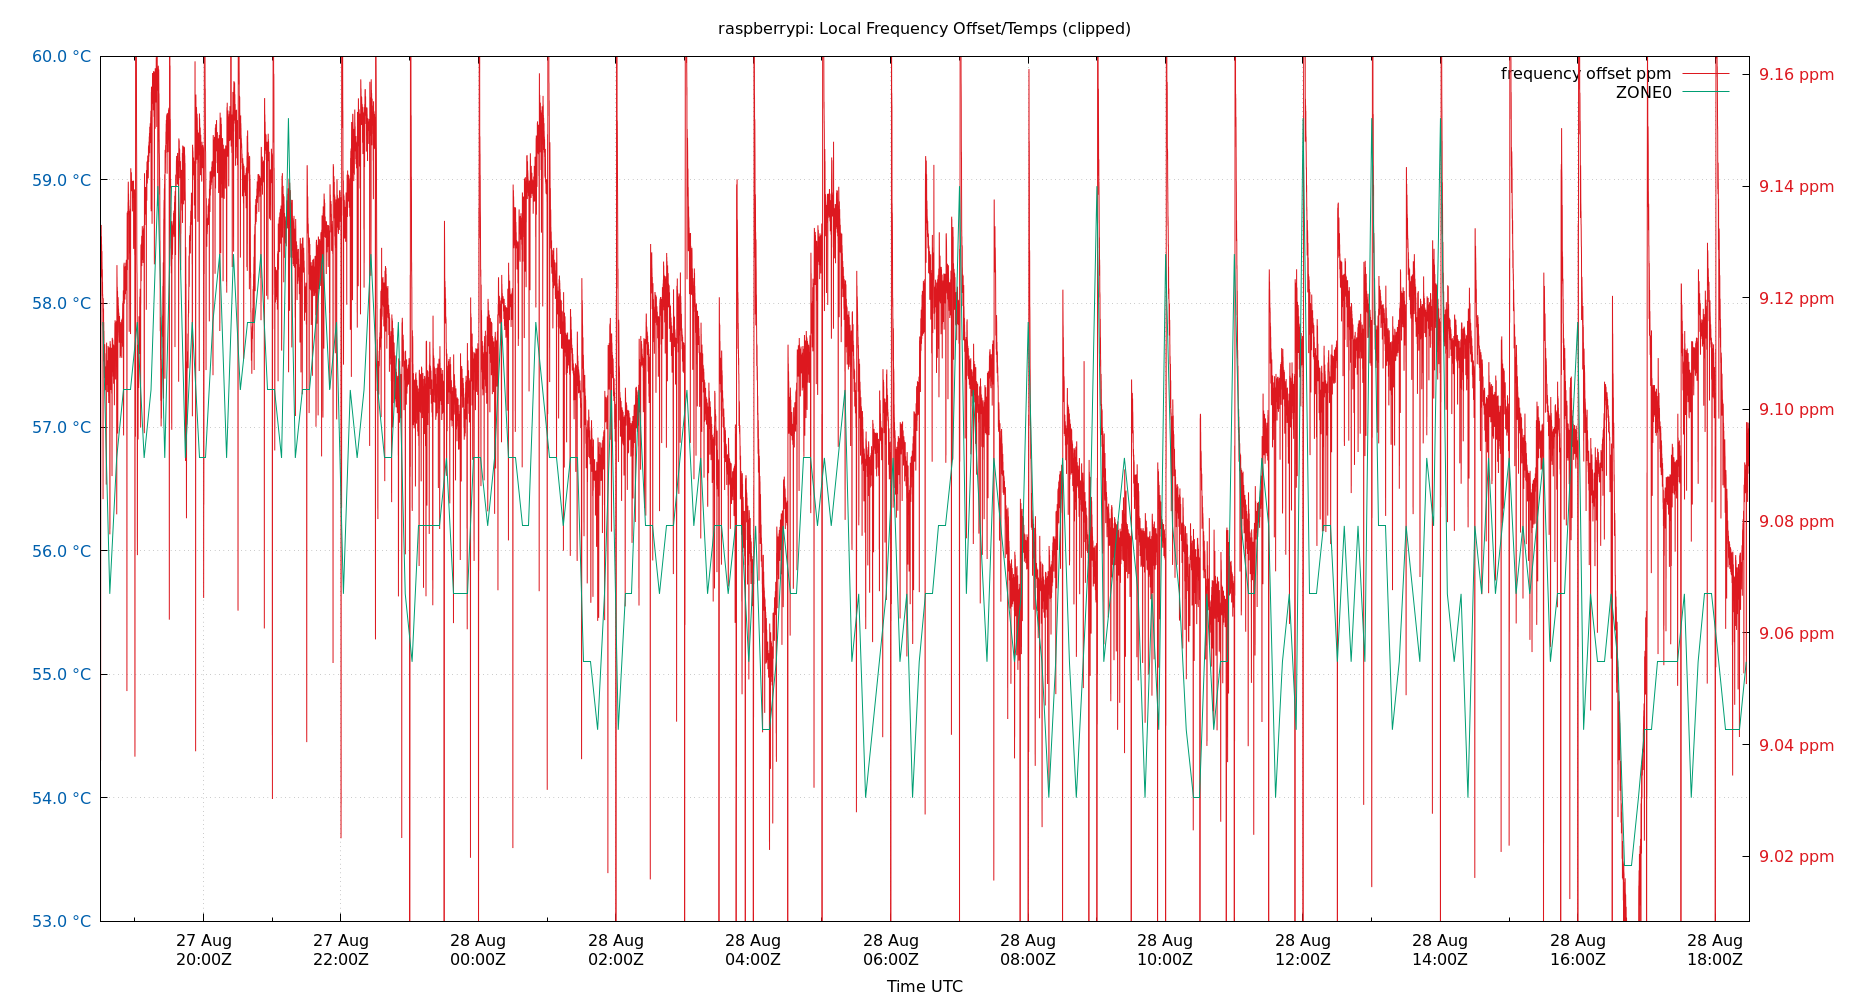 raspberrypi: Local Frequency Offset/Temps (clipped)
60.0 °C
59.0 °C
58.0 °C
57.0 °C
56.0 °C
55.0 °C
54.0 °C
53.0 °C
frequency offset ppm
ZONE0
9.16 ppm
9.14 ppm
9.12 ppm
9.10 ppm
9.08 ppm
9.06 ppm
9.04 ppm
9.02 ppm
27 Aug
20:00Z
27 Aug
22:00Z
28 Aug
00:00Z
28 Aug
02:00Z
28 Aug
04:00Z
28 Aug
06:00Z
28 Aug
08:00Z
28 Aug
10:00Z
28 Aug
12:00Z
28 Aug
14:00Z
28 Aug
16:00Z
28 Aug
18:00Z
Time UTC